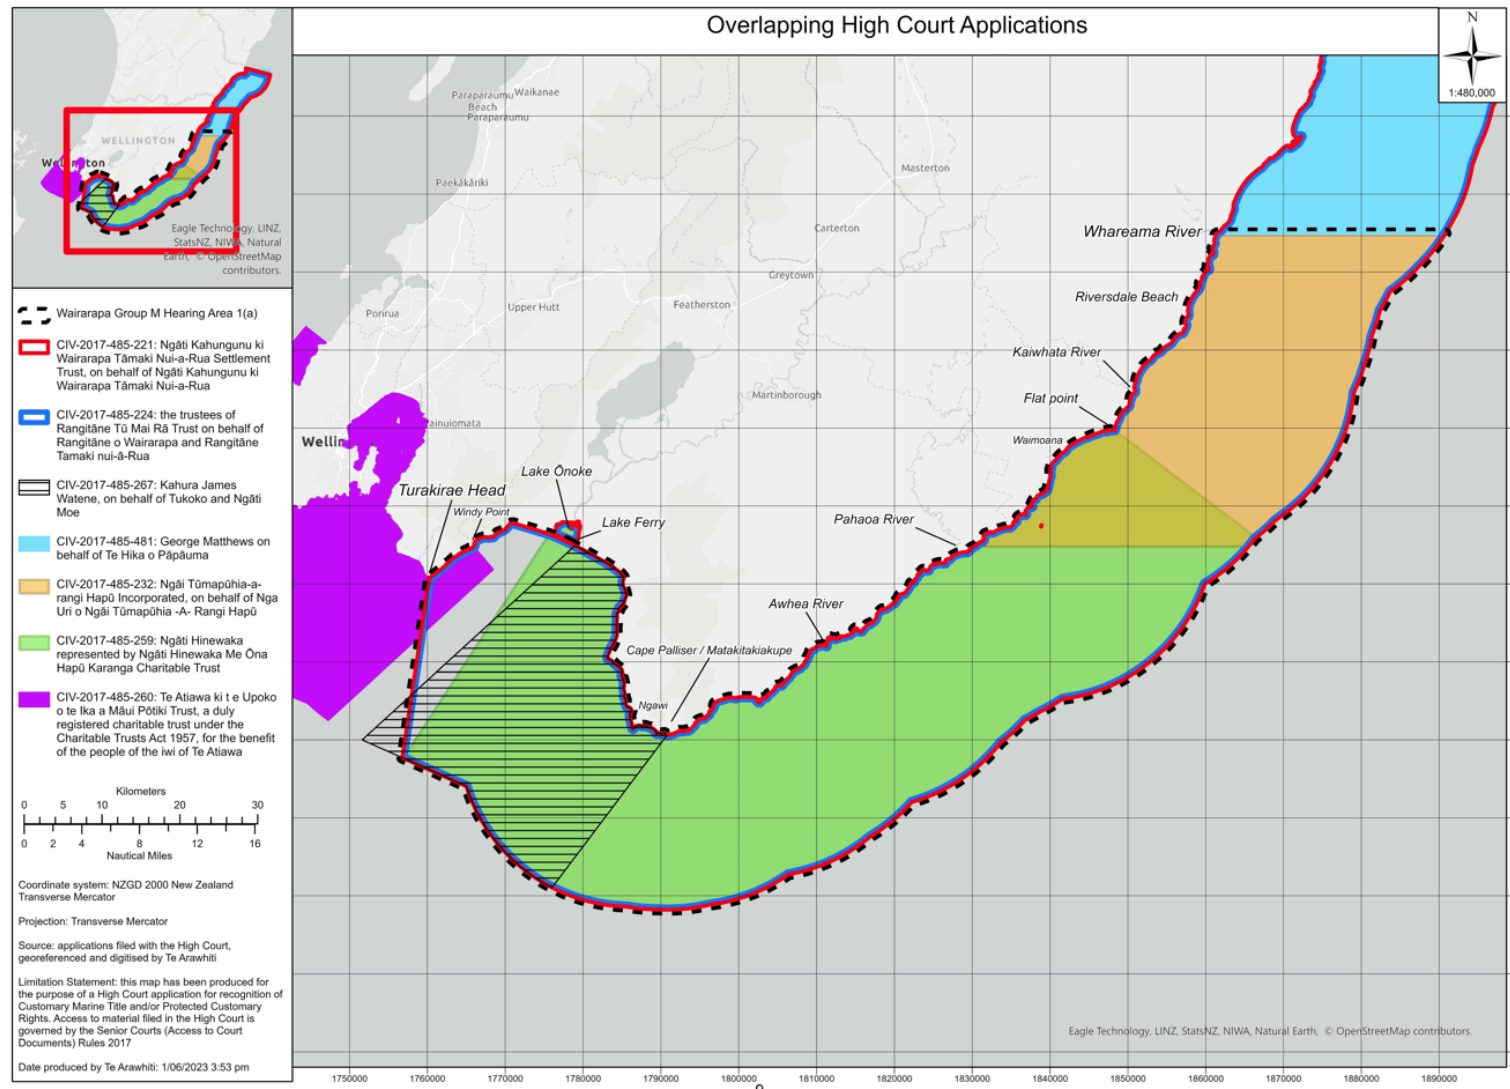 Overlapping High Court Applications
N
1:480,000
WELLINGTON
Eagle Technology, LINZ,
StatsNZ, NIWA, Natural
Earth, © OpenStreetMap
contributors.
Wairarapa Group M Hearing Area 1(a)
CIV-2017-485-221: Ngāti Kahungunu ki
Wairarapa Tāmaki Nui-a-Rua Settlement
Trust, on behalf of Ngāti Kahungunu ki
Wairarapa Tāmaki Nui-a-Rua
CIV-2017-485-224: the trustees of
Rangitāne Tū Mai Rā Trust on behalf of
Rangitāne o Wairarapa and Rangitāne
Tamaki nui-ā-Rua
CIV-2017-485-267: Kahura James
Watene, on behalf of Tukoko and Ngāti
Moe
CIV-2017-485-481: George Matthews on
behalf of Te Hika o Pāpāuma
CIV-2017-485-232: Ngāi Tūmapūhia-a-
rangi Hapū Incorporated, on behalf of Nga
Uri o Ngāi Tūmapūhia -A- Rangi Hapū
CIV-2017-485-259: Ngāti Hinewaka
represented by Ngāti Hinewaka Me Ōna
Hapū Karanga Charitable Trust
CIV-2017-485-260: Te Atiawa ki t e Upoko
o te Ika a Māui Pōtiki Trust, a duly
registered charitable trust under the
Charitable Trusts Act 1957, for the benefit
of the people of the iwi of Te Atiawa
Kilometers
0 5 10 20 30
0 2 4 8 12 16
Nautical Miles
Coordinate system: NZGD 2000 New Zealand
Transverse Mercator
Projection: Transverse Mercator
Source: applications filed with the High Court,
georeferenced and digitised by Te Arawhiti
Limitation Statement: this map has been produced for
the purpose of a High Court application for recognition of
Customary Marine Title and/or Protected Customary
Rights. Access to material filed in the High Court is
governed by the Senior Courts (Access to Court
Documents) Rules 2017
Date produced by Te Arawhiti: 1/06/2023 3:53 pm
Paraparaumu
Beach
Waikanae
Paraparaumu
Masterton
Paekākāriki
Carterton
Whareama River
Greytown
Riversdale Beach
Featherston
Upper Hutt
Porirua
Kaiwhata River
Martinborough
Flat point
ainuiomata
Wellin
Waimoana
Lake Ōnoke
Turakirae Head
Windy Point
Lake Ferry
Pahaoa River
Awhea River
Cape Palliser / Matakitakiakupe
Ngawi
Eagle Technology, LINZ, StatsNZ, NIWA, Natural Earth, © OpenStreetMap contributors.
1750000 1760000 1770000 1780000 1790000 1800000 1810000 1820000 1830000 1840000 1850000 1860000 1870000 1880000 1890000